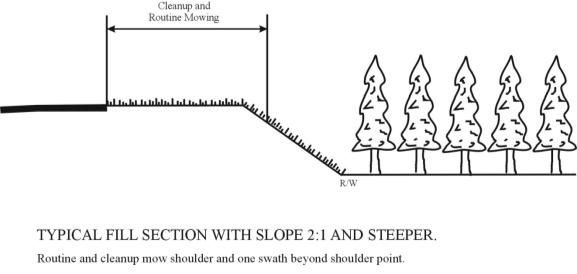 Cleanup and
Routine Mowing
R/W
TYPICAL FILL SECTION WITH SLOPE 2:1 AND STEEPER.
Routine and cleanup mow shoulder and one swath beyond shoulder point.